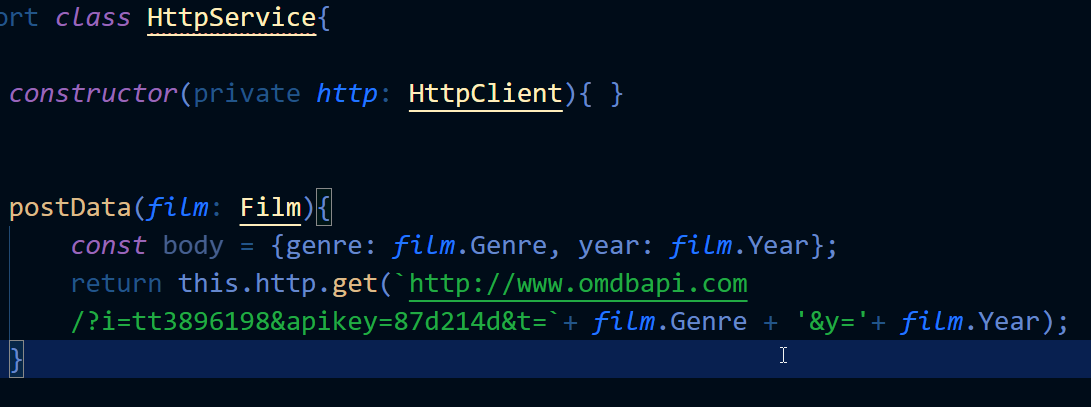 ort class HttpService{
constructor(private http: HttpClient){ }
postData(film: Film){
const body = {genre: film.Genre, year: film.Year};
return this.http.get(`http://www.omdbapi.com
/?i=tt3896198&apikey=87d214d&t=`+ film.Genre + '&y='+ film.Year);
}